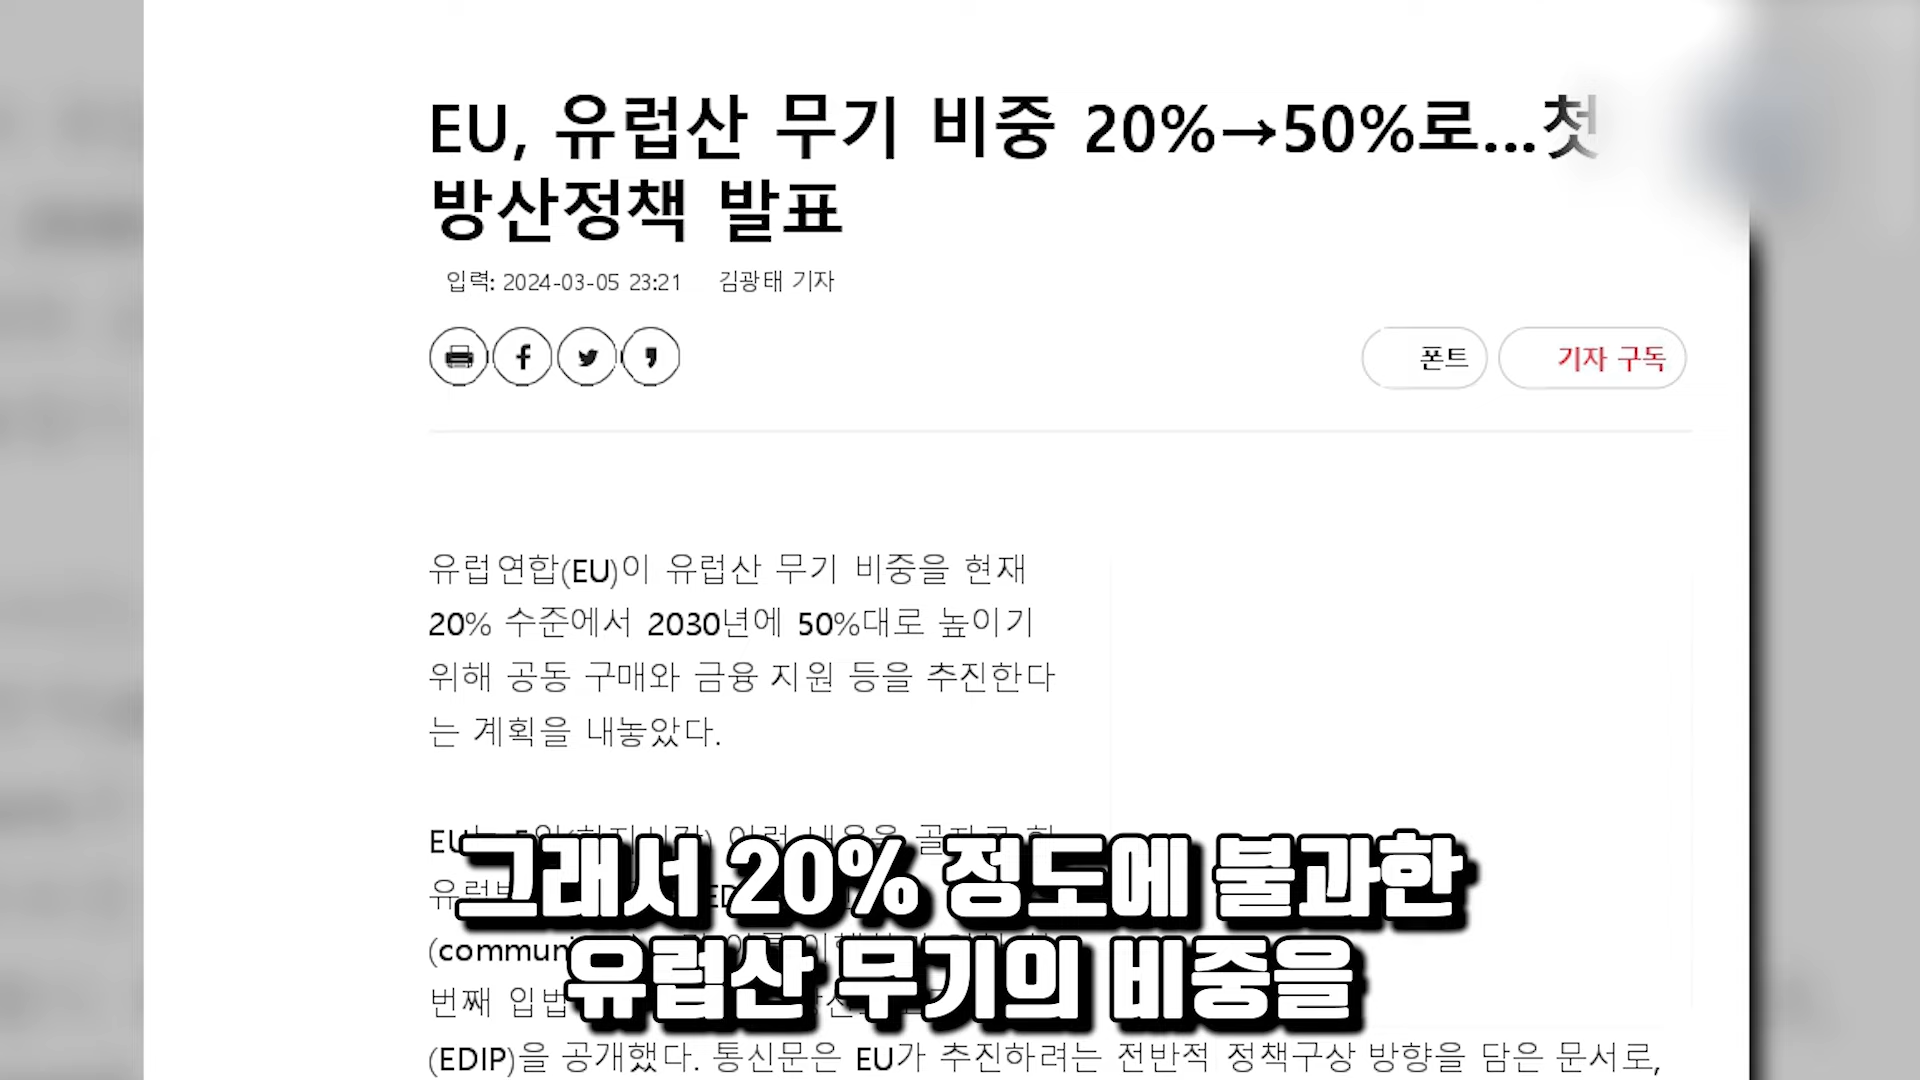 EU, 유럽산 무기 비중 20%→50%로...첫
방산정책 발표
입력: 2024-03-05 23:21 김광태 기자
폰트 기자 구독
유럽연합(EU)이 유럽산 무기 비중을 현재
20% 수준에서 2030년에 50%대로 높이기
위해 공동 구매와 금융 지원 등을 추진한다
는 계획을 내놓았다.
그래서 20% 정도에 불과한
유럽산 무기의 비중을
번째 입법
(EDIP)을 공개했다. 통신문은 EU가 추진하려는 전반적 정책구상 방향을 담은 문서로,